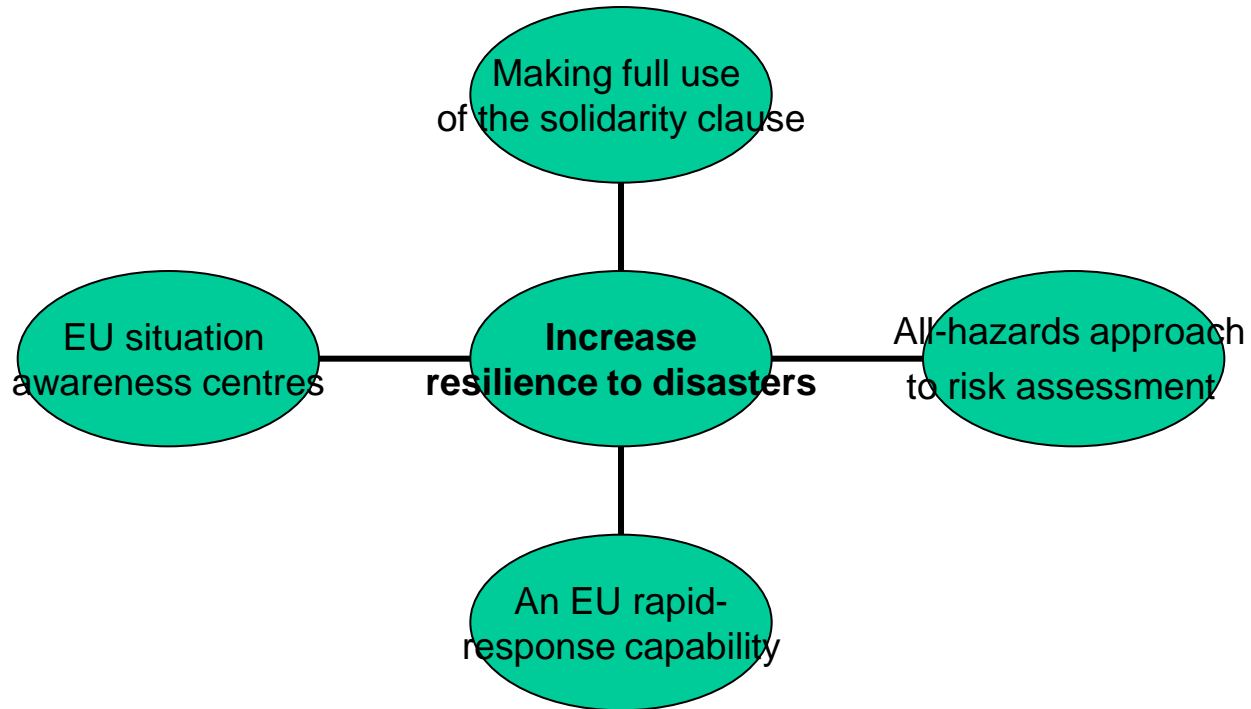 Making full use
of the solidarity clause
EU situation
awareness centres
Increase
resilience to disasters
All-hazards approach
to risk assessment
An EU rapid-
response capability